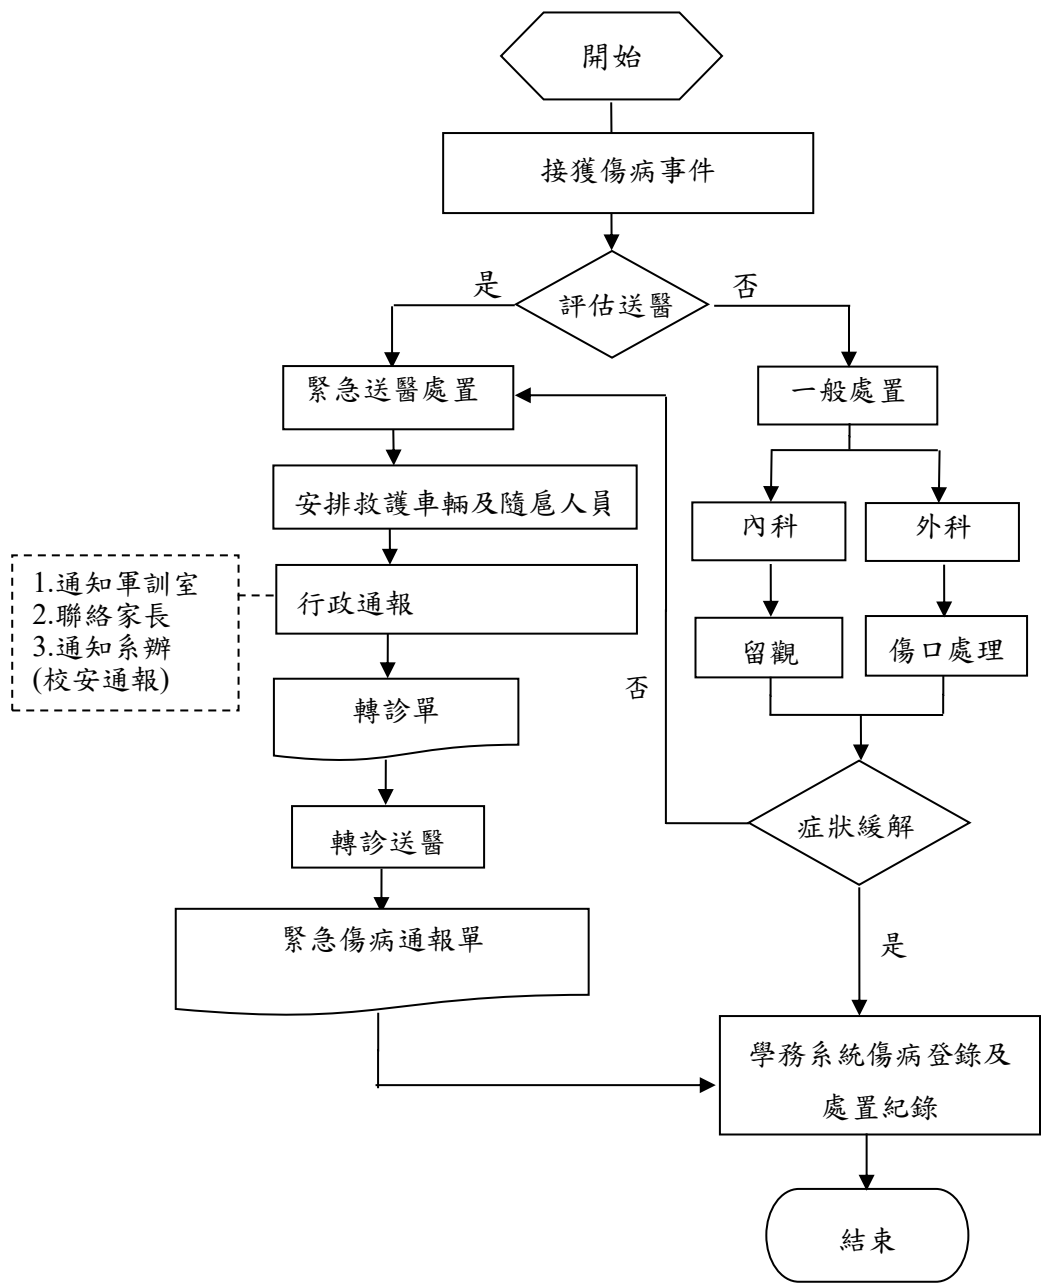 開始
接獲傷病事件
是
評估送醫
否
緊急送醫處置
一般處置
安排救護車輛及隨扈人員
內科
外科
1.通知軍訓室
2.聯絡家長
3.通知系辦
(校安通報)
行政通報
留觀
傷口處理
否
轉診單
症狀緩解
轉診送醫
緊急傷病通報單
是
學務系統傷病登錄及
處置紀錄
結束